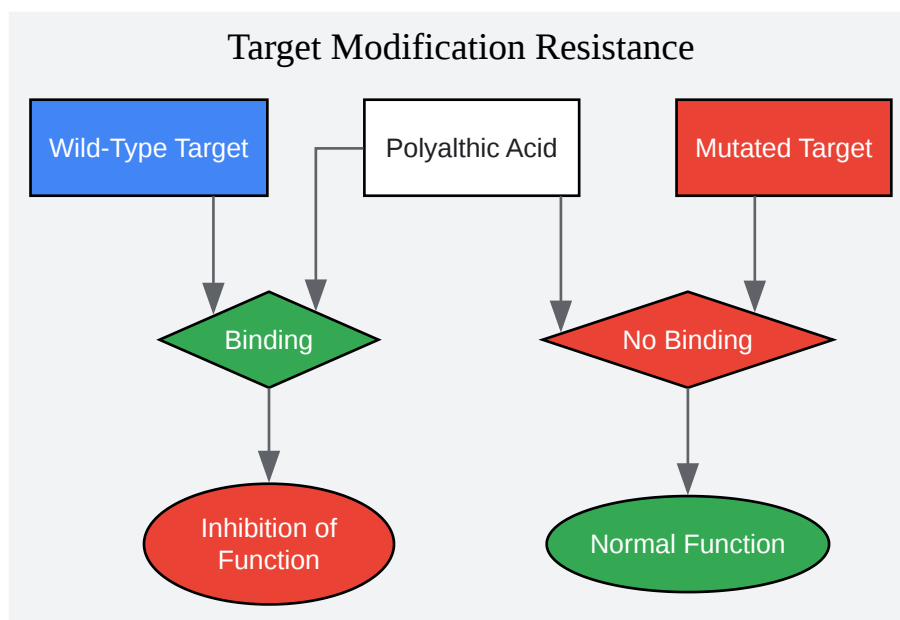 Target Modification Resistance
Wild-Type Target
Polyalthic Acid
Mutated Target
Binding
No Binding
Inhibition of
Function
Normal Function